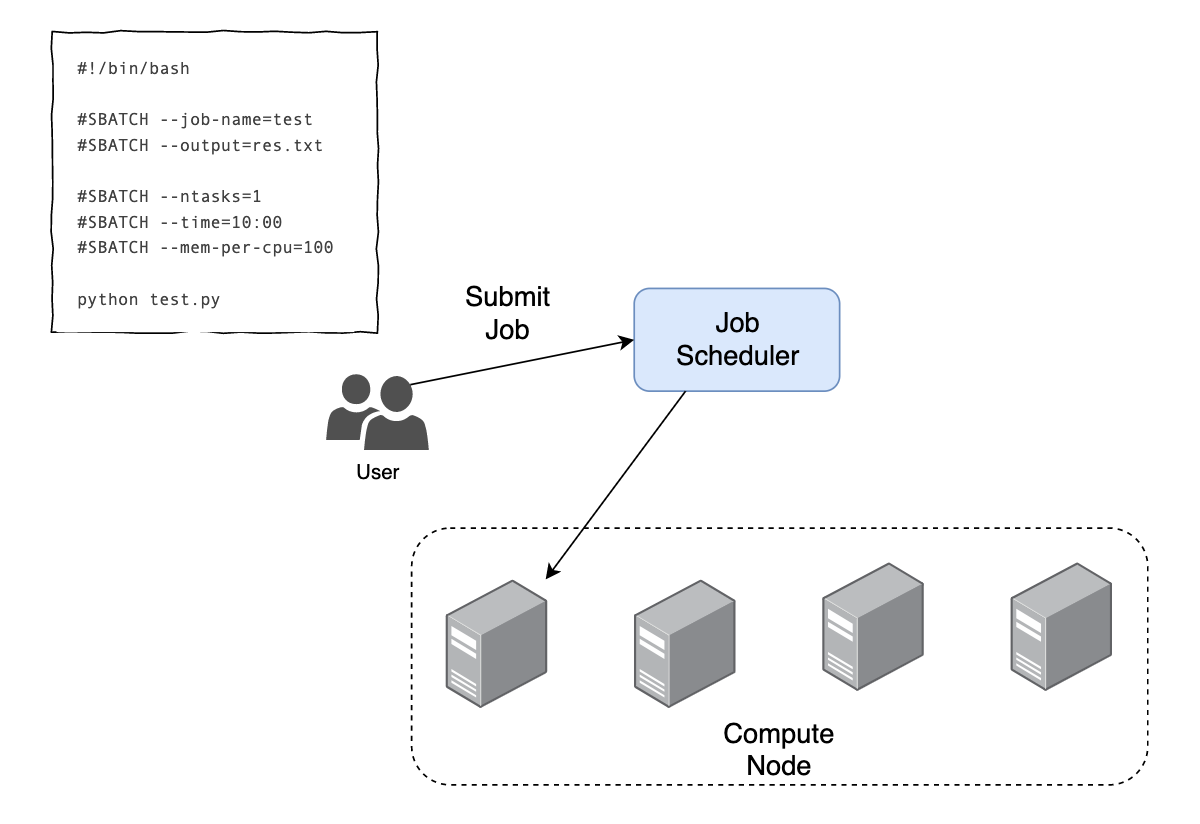 #!/bin/bash
#SBATCH --job-name=test
#SBATCH --output=res.txt
#SBATCH --ntasks=1
#SBATCH --time=10:00
#SBATCH --mem-per-cpu=100
python test.py
Submit
Job
Job
Scheduler
User
Compute
Node